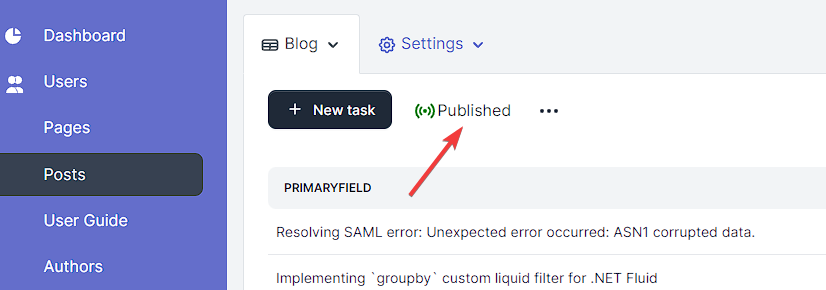 Dashboard
Users
Pages
Posts
User Guide
Authors
Blog
Settings
+ New task
Published
PRIMARYFIELD
Resolving SAML error: Unexpected error occurred: ASN1 corrupted data.
Implementing `groupby` custom liquid filter for .NET Fluid